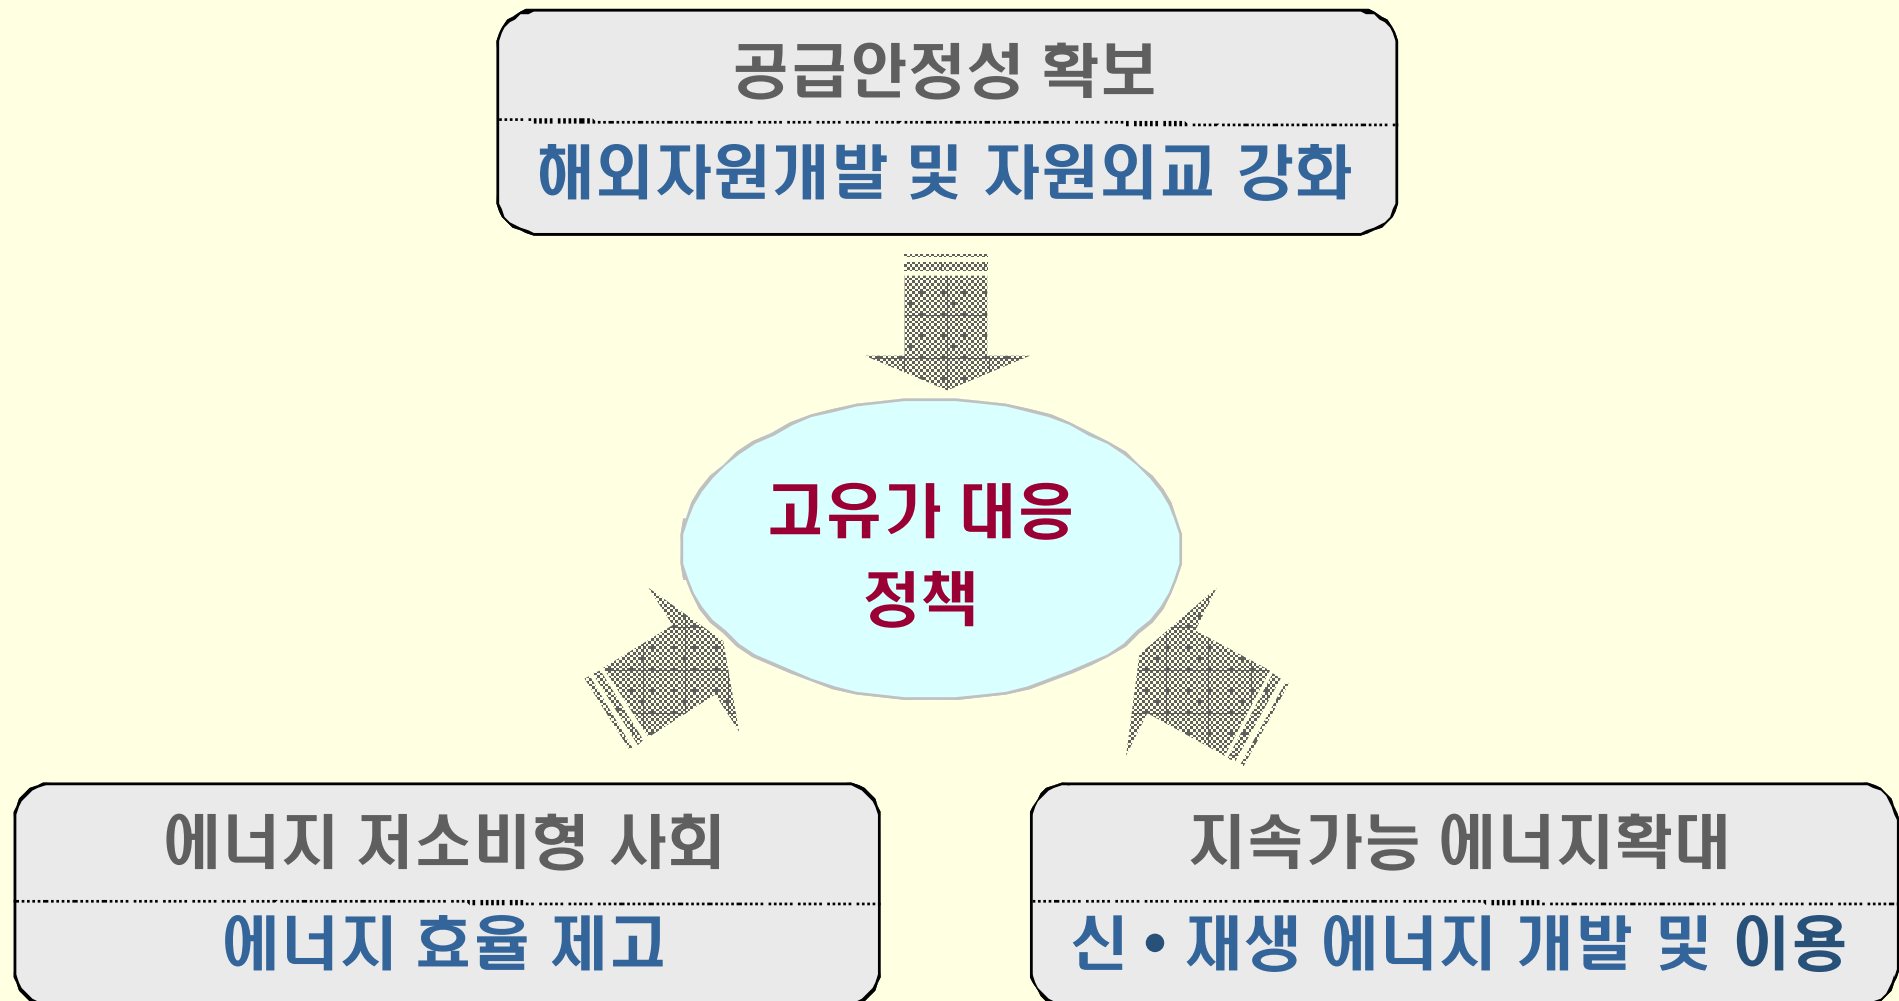 공급안정성 확보
해외자원개발 및 자원외교 강화
고유가 대응
정책
에너지 저소비형 사회
에너지 효율 제고
지속가능 에너지확대
신•재생 에너지 개발 및 이용